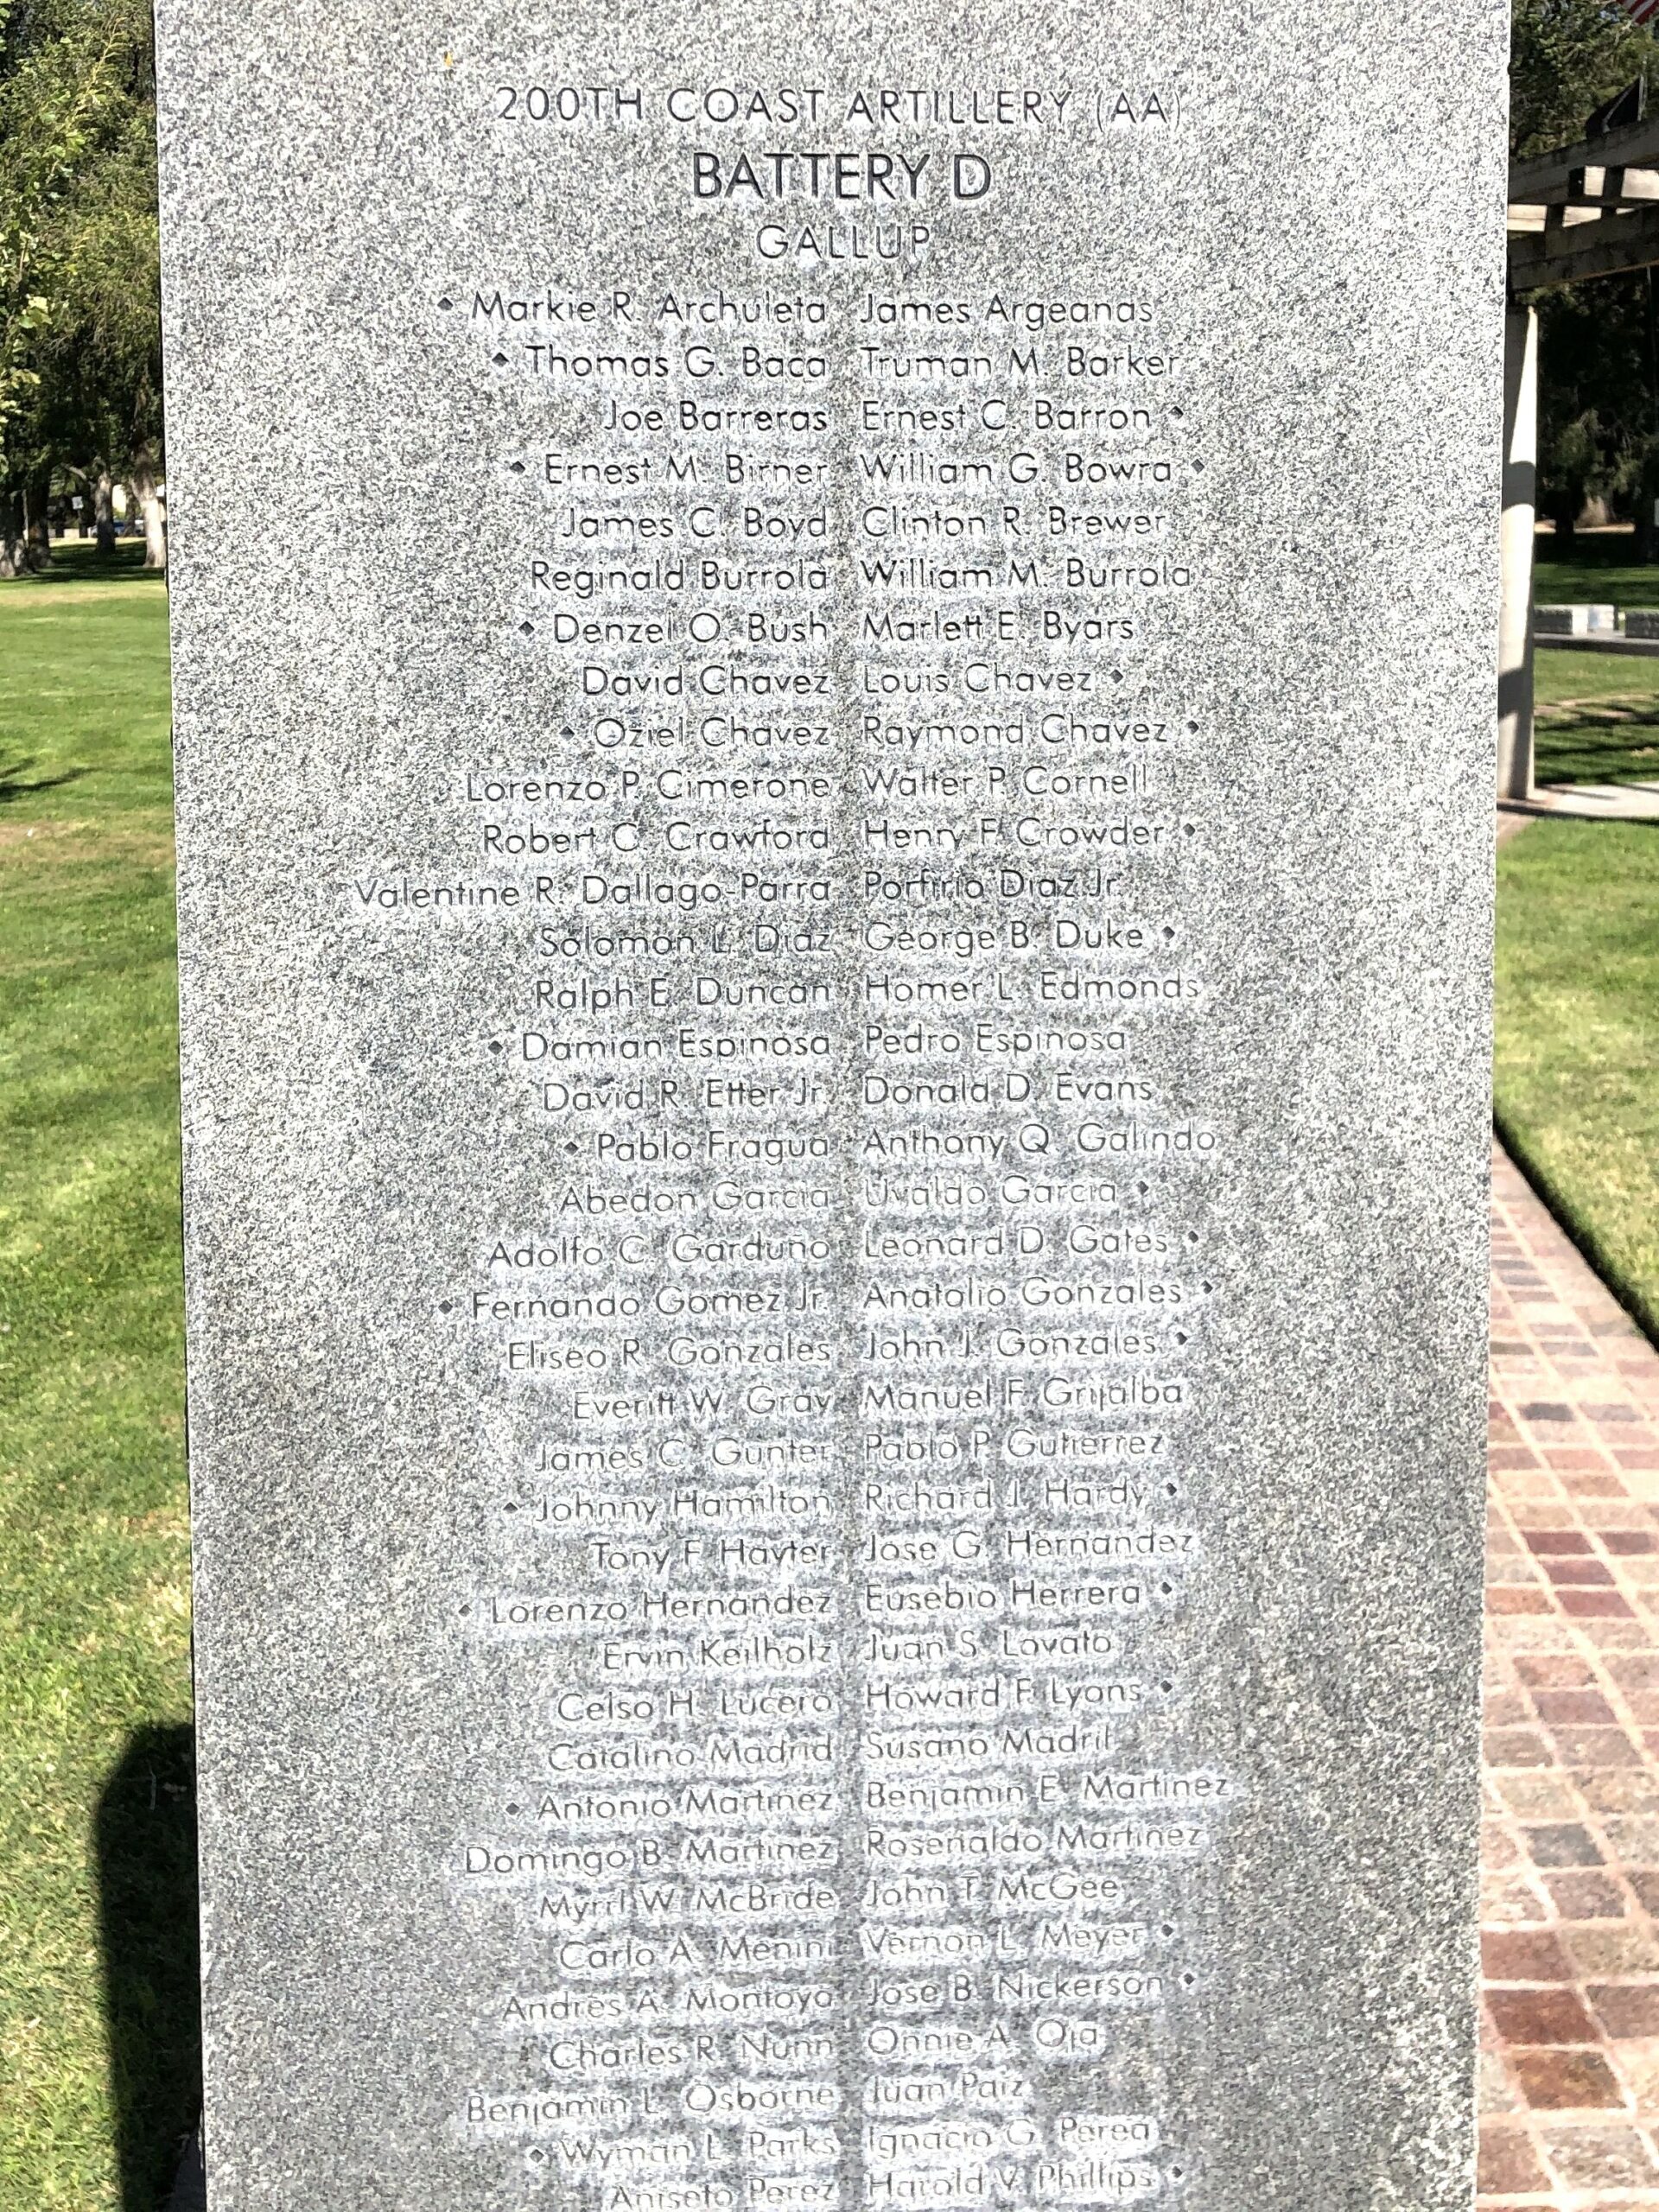 200TH COAST ARTILLERY (AA)
BATTERY D
GALLUP
◆ Markie R. Archuleta James Argeanas
◆ Thomas G. Baca Truman M. Barker
Joe Barreras Ernest C. Barron ◆
◆ Ernest M. Birner William G. Bowra ◆
James C. Boyd Clinton R. Brewer
Reginald Burrola William M. Burrola
◆ Denzel O. Bush Marlett E. Byars
David Chavez Louis Chavez ◆
◆ Oziel Chavez Raymond Chavez ◆
Lorenzo P. Cimerone Walter P. Cornell
Robert C. Crawford Henry F. Crowder ◆
Valentine R. Dallago-Parra Porfirio Diaz Jr.
Solomon L. Diaz George B. Duke ◆
Ralph E. Duncan Homer L. Edmonds
◆ Damian Espinosa Pedro Espinosa
David R. Etter Jr. Donald D. Evans
◆ Pablo Fragua Anthony Q. Galindo
Abedon Garcia Uvaldo Garcia ◆
Adolfo C. Garduno Leonard D. Gates ◆
◆ Fernando Gomez Jr. Anatalio Gonzales ◆
Eliseo R. Gonzales John J. Gonzales ◆
Everitt W. Gray Manuel F. Grijalba
James C. Gunter Pablo P. Gutierrez
◆ Johnny Hamilton Richard J. Hardy ◆
Tony F. Hayter Jose G. Hernandez
◆ Lorenzo Hernandez Eusebio Herrera ◆
Ervin Keilholz Juan S. Lovato
Celso H. Lucero Howard F. Lyons ◆
Catalino Madrid Susano Madril
◆ Antonio Martinez Benjamin E. Martinez
Domingo B. Martinez Rosenaldo Martinez
Myrrl W. McBride John T. McGee
Carlo A. Menini Vernon L. Meyer ◆
Andres A. Montoya Jose B. Nickerson ◆
Charles R. Nunn Onnie A. Oja
Benjamin L. Osborne Juan Paiz
◆ Wyman L. Parks Ignacio G. Perea
Aniseto Perez Harold V. Phillips ◆